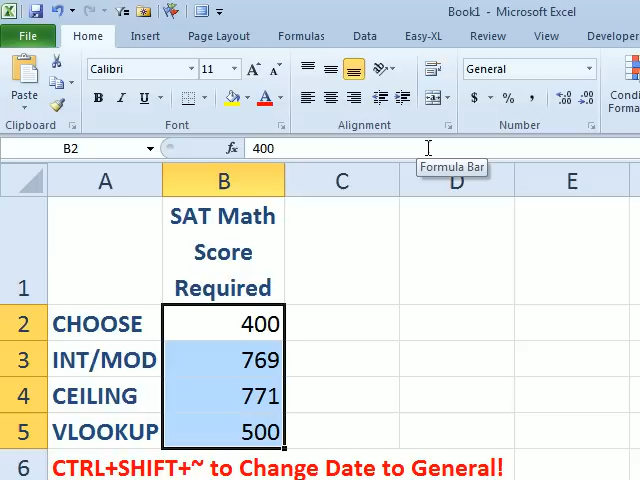 Book1 - Microsoft Excel
File Home Insert Page Layout Formulas Data Easy-XL Review View Developer
Calibri 11 General
Paste
B I U A $ % ,
Clipboard Font Alignment Number
B2 fx 400
Formula Bar
A B C D E
1 SAT Math
Score
Required
2 CHOOSE 400
3 INT/MOD 769
4 CEILING 771
5 VLOOKUP 500
6 CTRL+SHIFT+~ to Change Date to General!